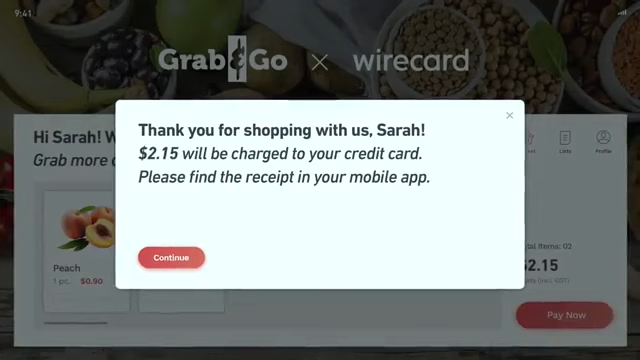 9:41
Grab&Go × wirecard
Hi Sarah! W
Grab more
Thank you for shopping with us, Sarah!
$2.15 will be charged to your credit card.
Please find the receipt in your mobile app.
Continue
Lists
Profile
Peach
1 pc. $0.90
tal Items: 02
$2.15
Pay Now